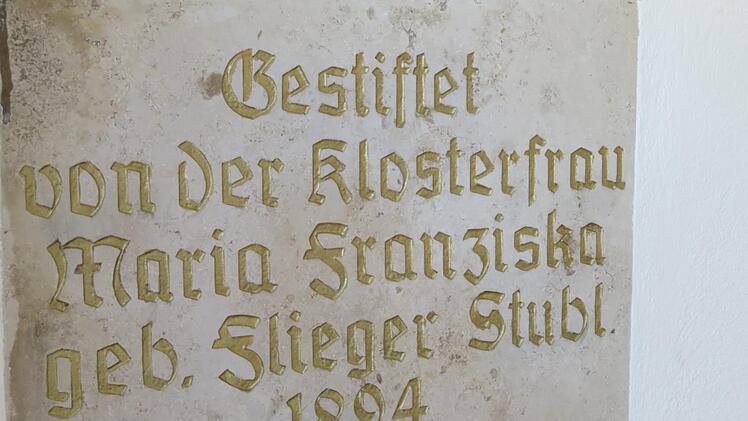 Gestiftet
von der Klosterfrau
Maria Franziska
geb. Flieger Stubl
1894